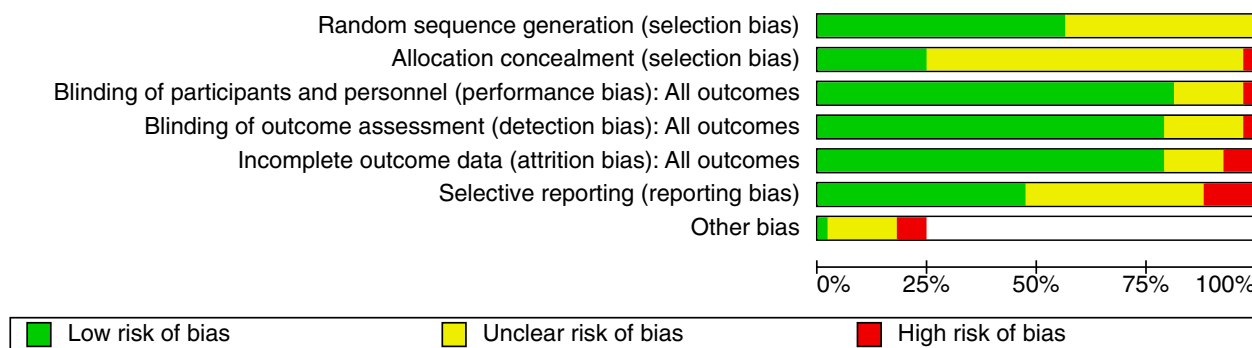 Random sequence generation (selection bias)
Allocation concealment (selection bias)
Blinding of participants and personnel (performance bias): All outcomes
Blinding of outcome assessment (detection bias): All outcomes
Incomplete outcome data (attrition bias): All outcomes
Selective reporting (reporting bias)
Other bias
0% 25% 50% 75% 100%
Low risk of bias Unclear risk of bias High risk of bias